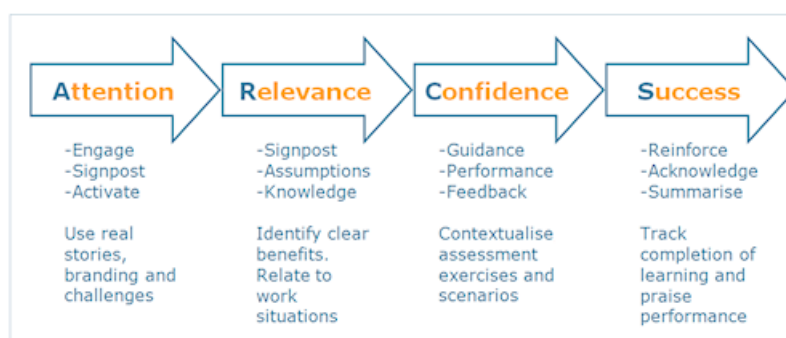 Attention
Relevance
Confidence
Success
-Engage
-Signpost
-Activate
Use real
stories,
branding and
challenges
-Signpost
-Assumptions
-Knowledge
Identify clear
benefits.
Relate to
work
situations
-Guidance
-Performance
-Feedback
Contextualise
assessment
exercises and
scenarios
-Reinforce
-Acknowledge
-Summarise
Track
completion of
learning and
praise
performance